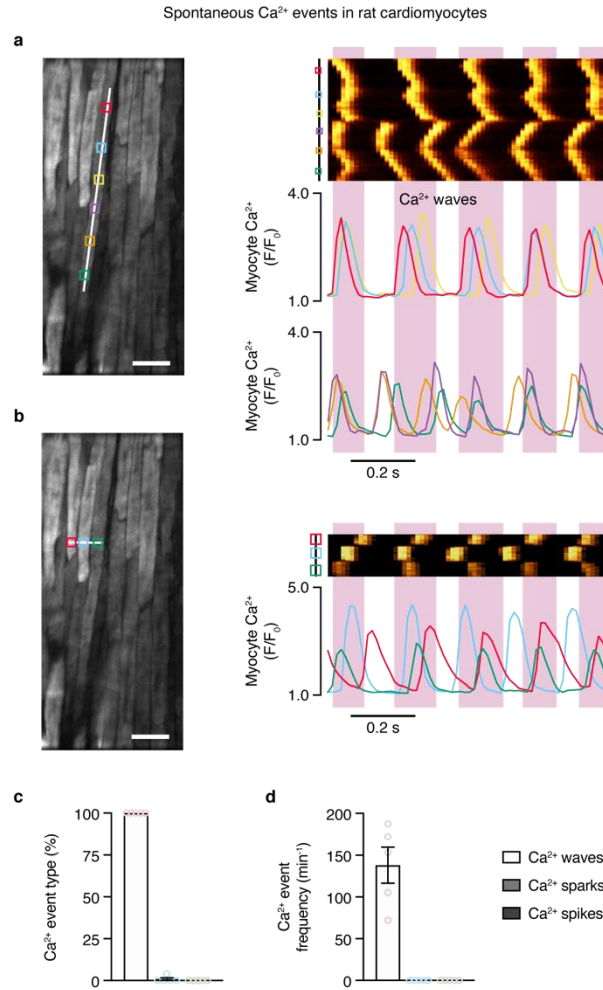 Spontaneous Ca²⁺ events in rat cardiomyocytes
a
4.0
Ca²⁺ waves
Myocyte Ca²⁺
(F/F₀)
1.0
4.0
Myocyte Ca²⁺
(F/F₀)
1.0
0.2 s
b
5.0
Myocyte Ca²⁺
(F/F₀)
1.0
0.2 s
c
100
75
50
25
0
Ca²⁺ event type (%)
d
200
150
100
50
0
Ca²⁺ event
frequency (min⁻¹)
Ca²⁺ waves
Ca²⁺ sparks
Ca²⁺ spikes